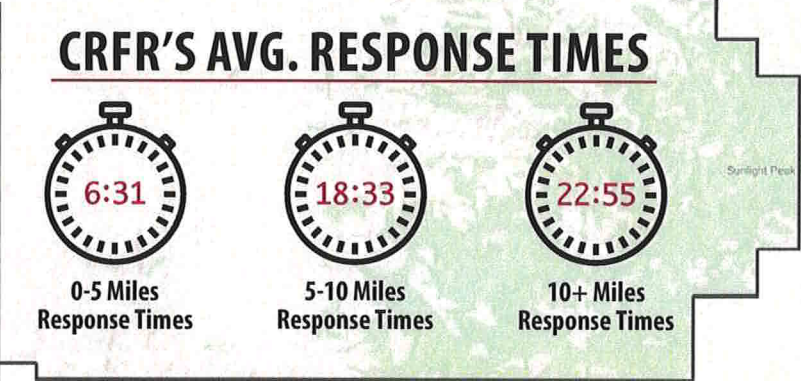 CRFR'S AVG. RESPONSE TIMES
Sunlight Peak
6:31
18:33
22:55
0-5 Miles
Response Times
5-10 Miles
Response Times
10+ Miles
Response Times